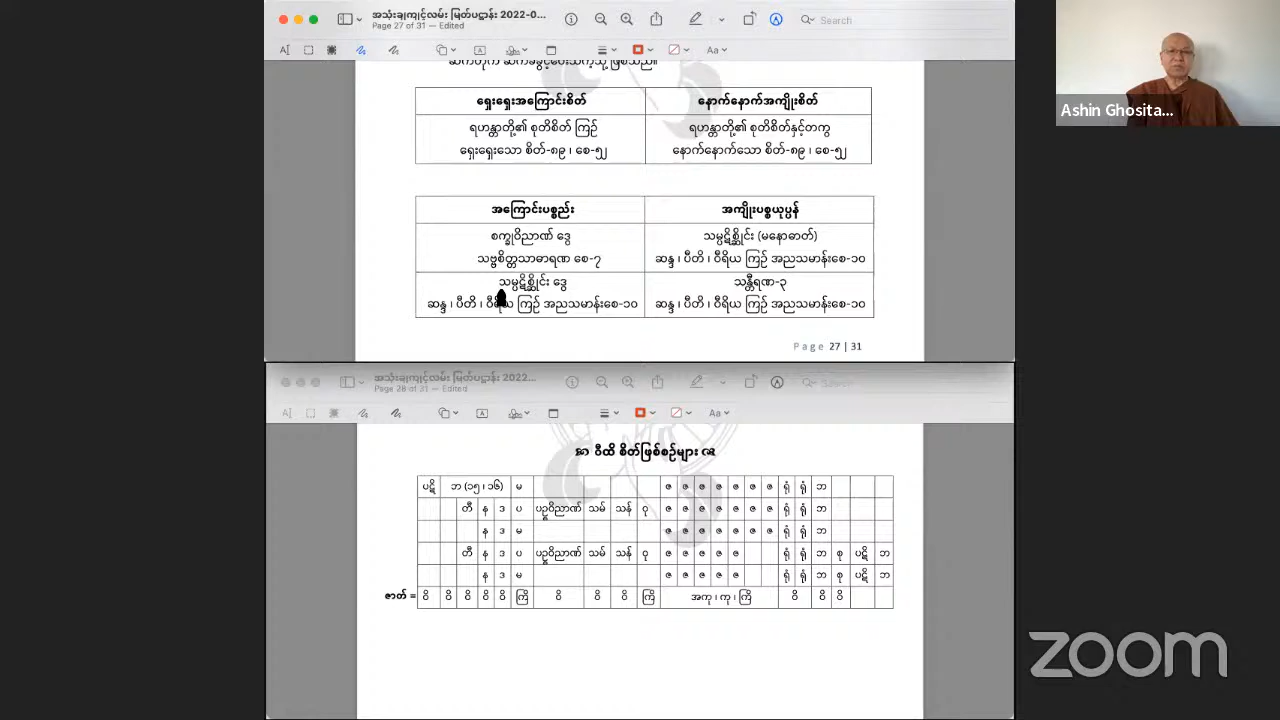 အသုံးချကျင့်လမ်း မြတ်ပဋ္ဌာန်း 2022-0...
Page 27 of 31 — Edited
Search
ရှေးရှေးအကြောင်းစိတ်
နောက်နောက်အကျိုးစိတ်
ရဟန္တာတို့၏ စုတိစိတ် ကြဉ်
ရှေးရှေးသော စိတ်-၈၉ ၊ စေ-၅၂
ရဟန္တာတို့၏ စုတိစိတ်နှင့်တကွ
နောက်နောက်သော စိတ်-၈၉ ၊ စေ-၅၂
အကြောင်းပစ္စည်း
အကျိုးပစ္စယုပ္ပန်
စက္ခုဝိညာဏ် ဒွေ
သဗ္ဗစိတ္တသာဓာရဏ စေ-၇
သမ္ပဋိစ္ဆိုင်း (မနောဓာတ်)
ဆန္ဒ ၊ ပီတိ ၊ ဝီရိယ ကြဉ် အညသမာန်းစေ-၁၀
သမ္ပဋိစ္ဆိုင်း ဒွေ
ဆန္ဒ ၊ ပီတိ ၊ ဝီရိယ ကြဉ် အညသမာန်းစေ-၁၀
သန္တီရဏ-၃
ဆန္ဒ ၊ ပီတိ ၊ ဝီရိယ ကြဉ် အညသမာန်းစေ-၁၀
Page 27 | 31
အသုံးချကျင့်လမ်း မြတ်ပဋ္ဌာန်း 2022...
Page 28 of 31 — Edited
Search
ဝီထိ စိတ်ဖြစ်စဉ်များ
ပဋိ ဘ (၁၅ ၊ ၁၆) မ ဇ ဇ ဇ ဇ ဇ ဇ ဇ ရုံ ရုံ ဘ
တီ န ဒ ပ ပဉ္စဝိညာဏ် သမ် သန် ဝု ဇ ဇ ဇ ဇ ဇ ဇ ဇ ရုံ ရုံ ဘ
န ဒ မ ဇ ဇ ဇ ဇ ဇ ဇ ဇ ရုံ ရုံ ဘ
တီ န ဒ ပ ပဉ္စဝိညာဏ် သမ် သန် ဝု ဇ ဇ ဇ ဇ ဇ ရုံ ရုံ ဘ စု ပဋိ ဘ
န ဒ မ ဇ ဇ ဇ ဇ ဇ ရုံ ရုံ ဘ စု ပဋိ ဘ
ဇာတ် = ဝိ ဝိ ဝိ ဝိ ဝိ ကြိ ဝိ ဝိ ဝိ ကြိ အကု ၊ ကု ၊ ကြိ ဝိ ဝိ ဝိ
Ashin Ghosita...
zoom